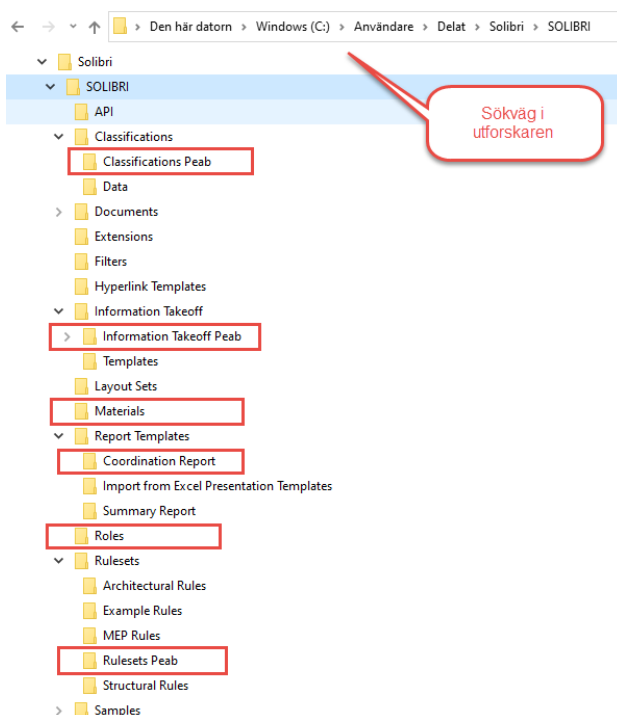 Den här datorn > Windows (C:) > Användare > Delat > Solibri > SOLIBRI
Solibri
SOLIBRI
API
Sökväg i
utforskaren
Classifications
Classifications Peab
Data
Documents
Extensions
Filters
Hyperlink Templates
Information Takeoff
Information Takeoff Peab
Templates
Layout Sets
Materials
Report Templates
Coordination Report
Import from Excel Presentation Templates
Summary Report
Roles
Rulesets
Architectural Rules
Example Rules
MEP Rules
Rulesets Peab
Structural Rules
Samples